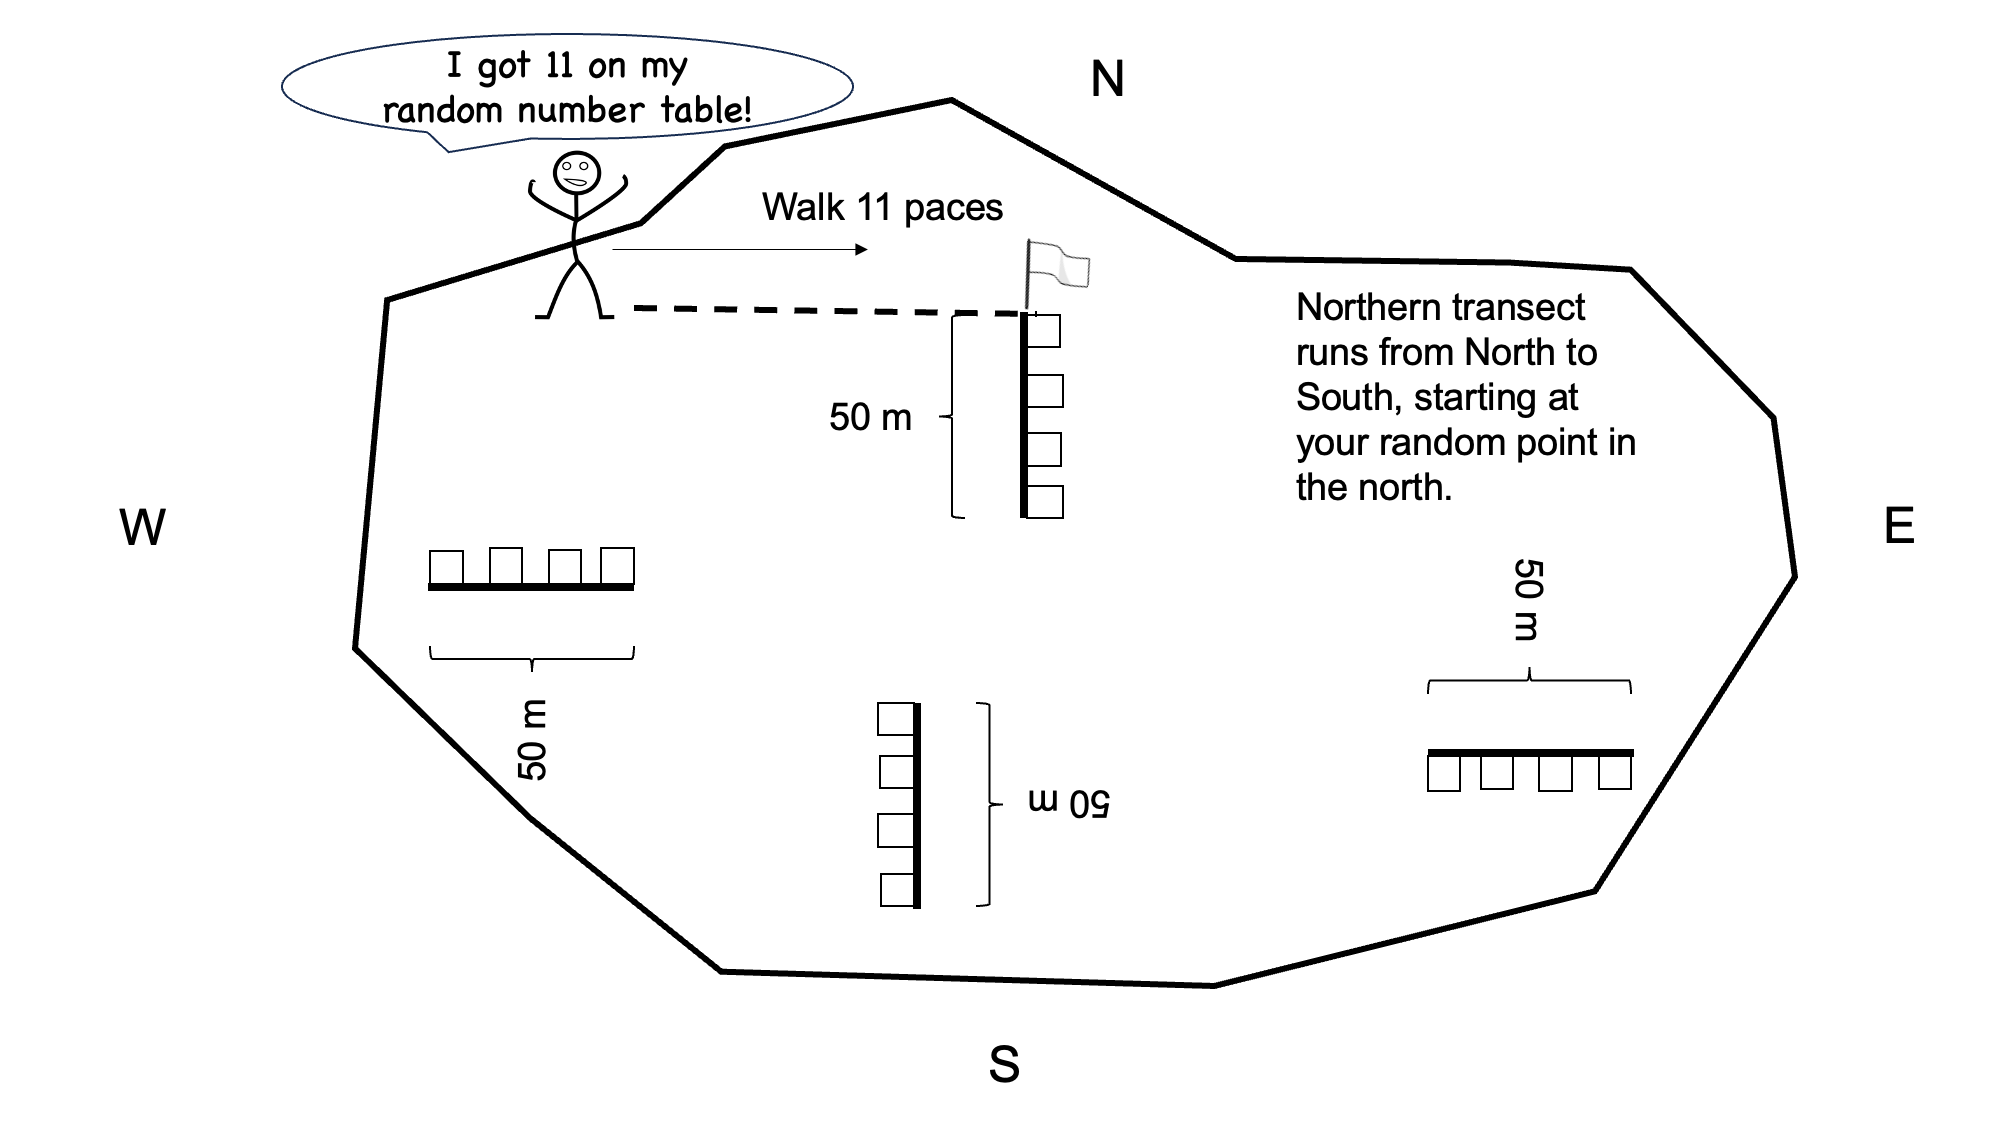 I got 11 on my
random number table!
N
Walk 11 paces
Northern transect
runs from North to
South, starting at
your random point in
the north.
50 m
W
E
50 m
50 m
50 m
S